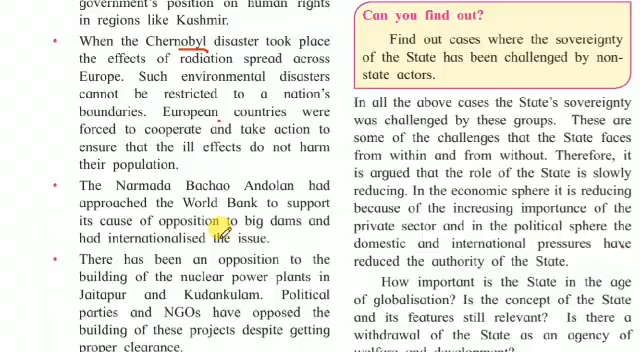 government's position on human rights
in regions like Kashmir.
• When the Chernobyl disaster took place
the effects of radiation spread across
Europe. Such environmental disasters
cannot be restricted to a nation's
boundaries. European countries were
forced to cooperate and take action to
ensure that the ill effects do not harm
their population.
• The Narmada Bachao Andolan had
approached the World Bank to support
its cause of opposition to big dams and
had internationalised the issue.
• There has been an opposition to the
building of the nuclear power plants in
Jaitapur and Kudankulam. Political
parties and NGOs have opposed the
building of these projects despite getting
proper clearance.
Can you find out?
Find out cases where the sovereignty
of the State has been challenged by non-
state actors.
In all the above cases the State's sovereignty
was challenged by these groups. These are
some of the challenges that the State faces
from within and from without. Therefore, it
is argued that the role of the State is slowly
reducing. In the economic sphere it is reducing
because of the increasing importance of the
private sector and in the political sphere the
domestic and international pressures have
reduced the authority of the State.
How important is the State in the age
of globalisation? Is the concept of the State
and its features still relevant? Is there a
withdrawal of the State as an agency of
welfare and development?